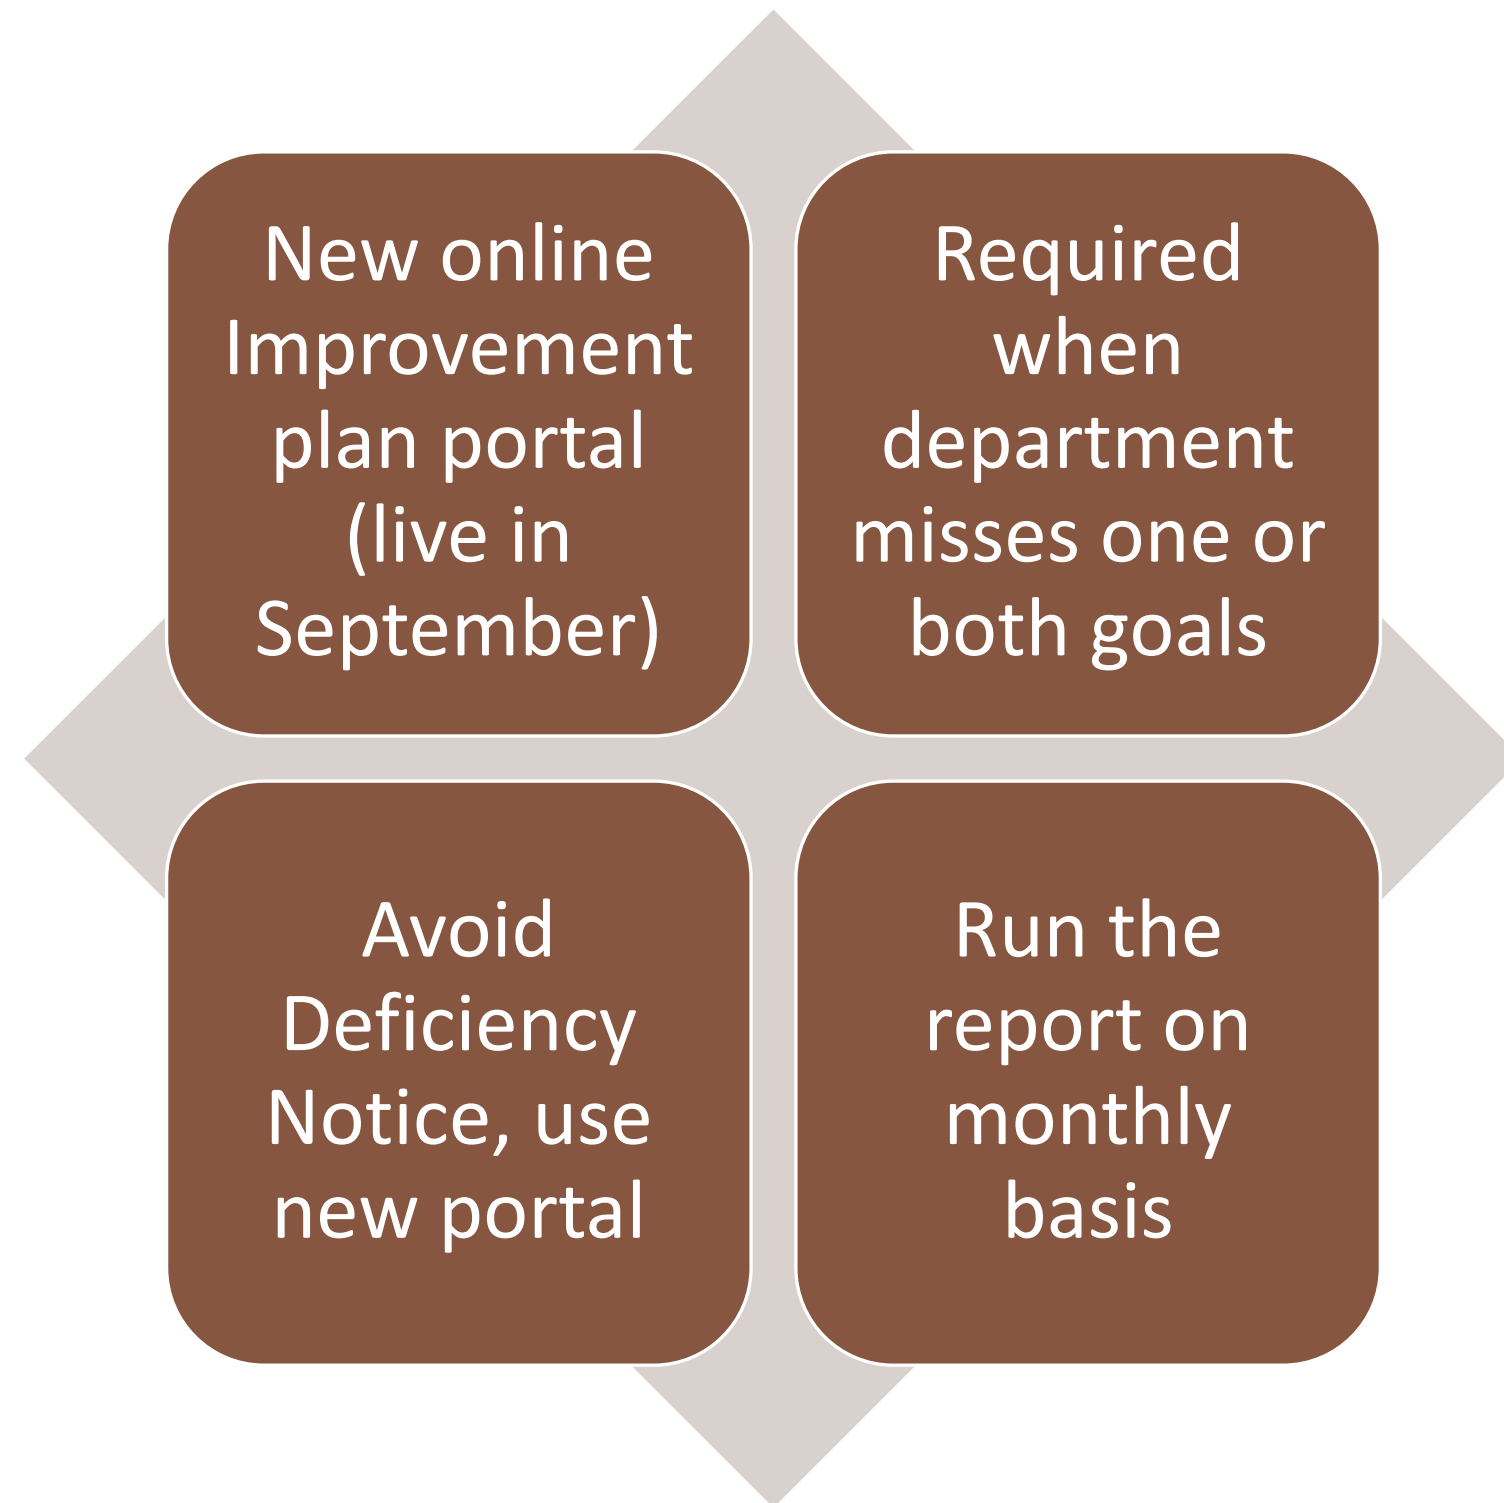 New online
Improvement
plan portal
(live in
September)
Required
when
department
misses one or
both goals
Avoid
Deficiency
Notice, use
new portal
Run the
report on
monthly
basis